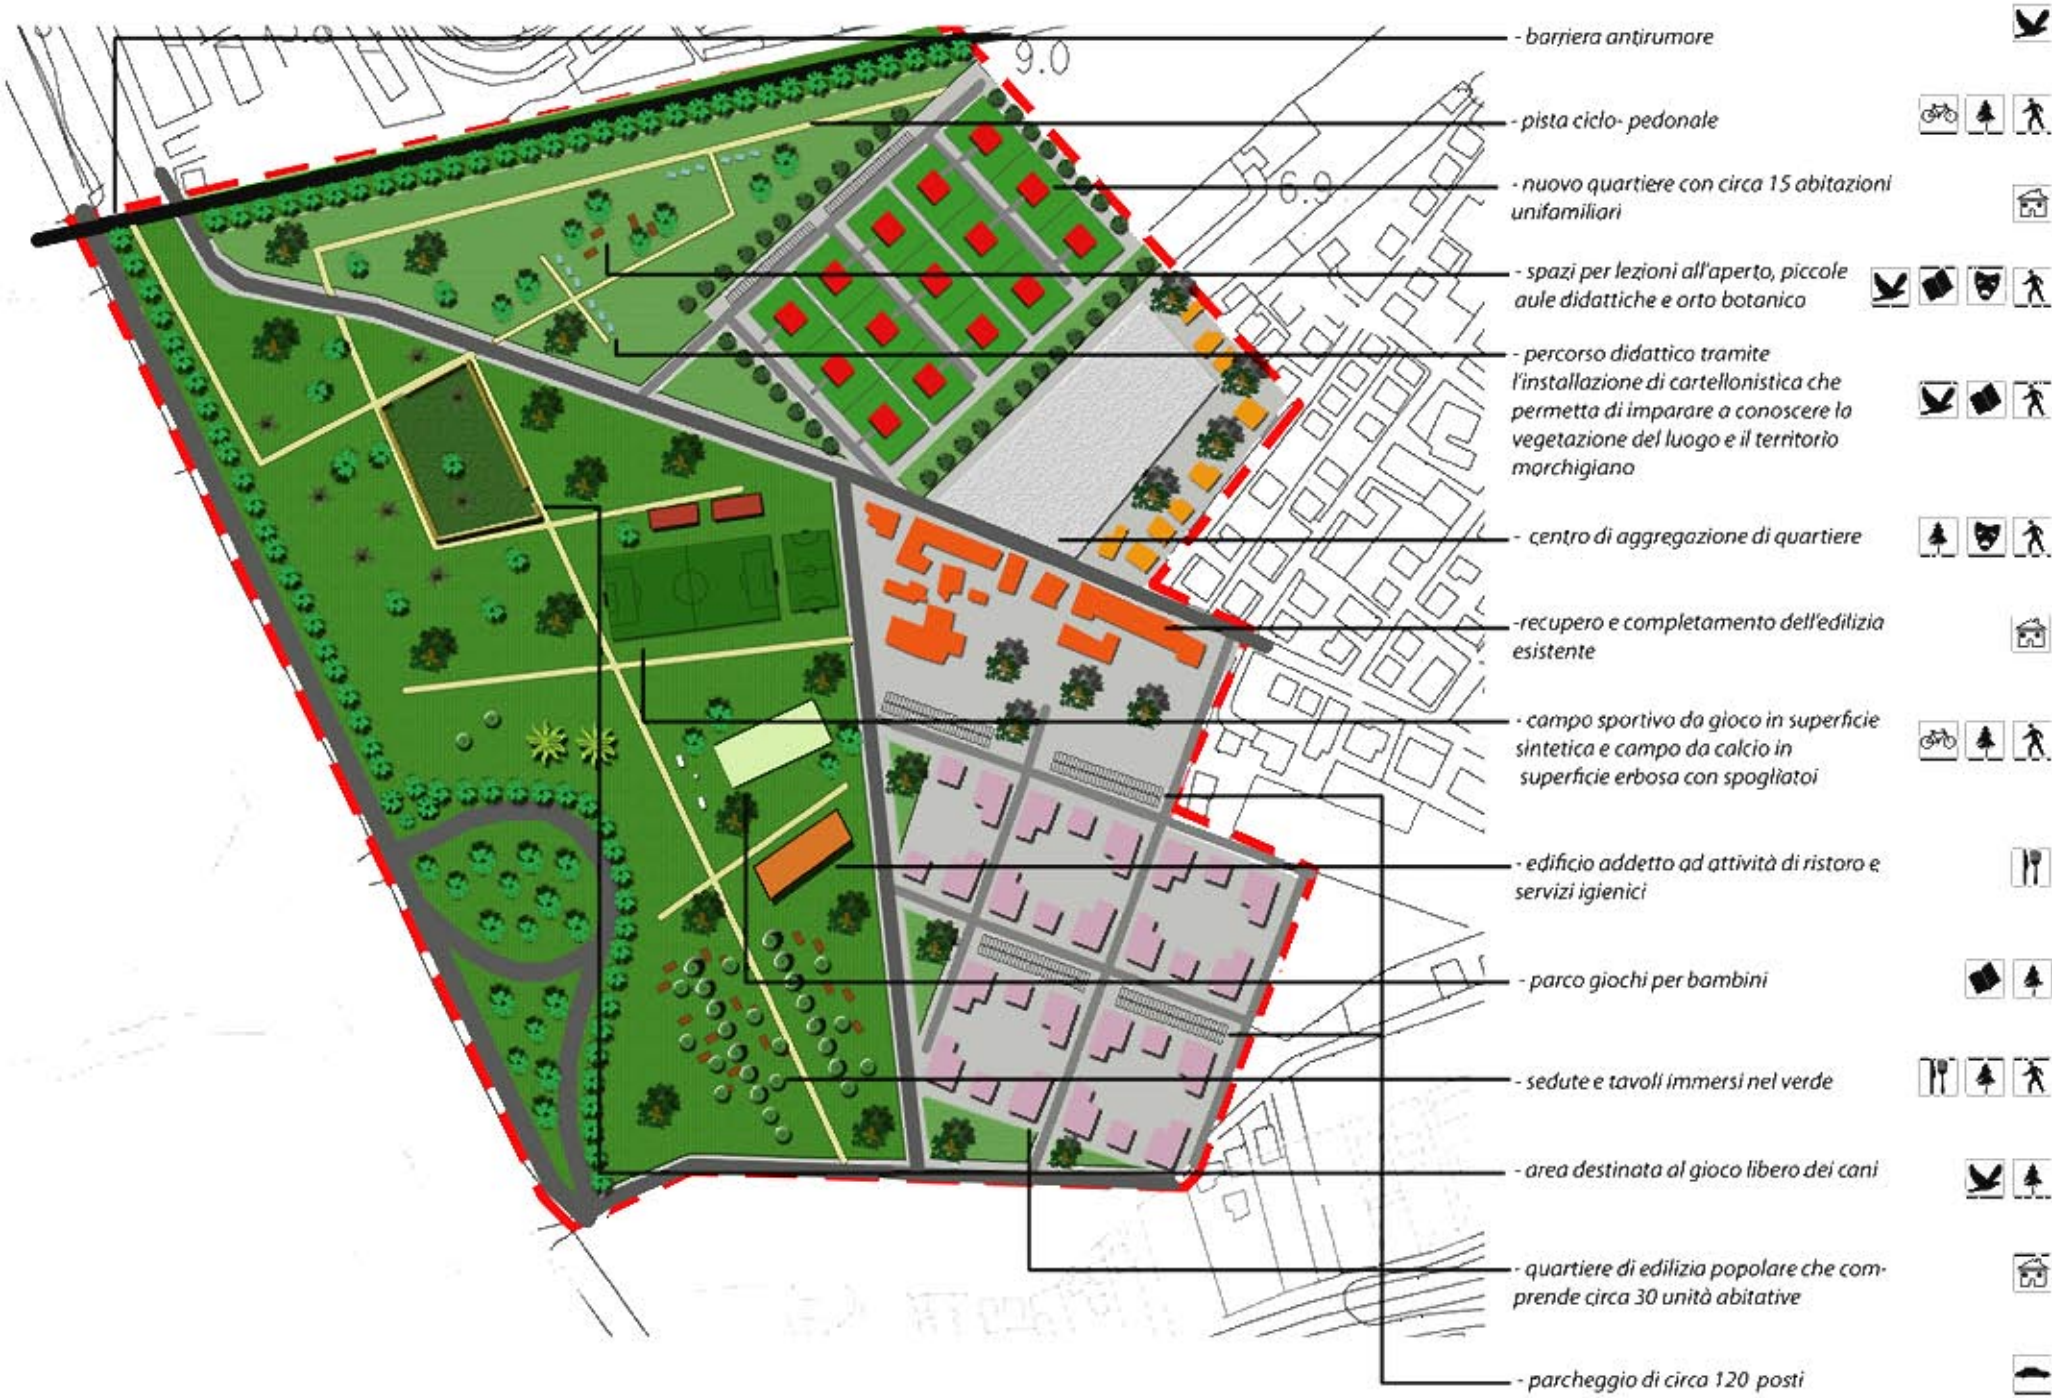 - barriera antirumore
9.0
- pista ciclo- pedonale
- nuovo quartiere con circa 15 abitazioni
unifamiliari
6.9
- spazi per lezioni all'aperto, piccole
aule didattiche e orto botanico
- percorso didattico tramite
l'installazione di cartellonistica che
permetta di imparare a conoscere la
vegetazione del luogo e il territorio
marchigiano
- centro di aggregazione di quartiere
-recupero e completamento dell'edilizia
esistente
- campo sportivo da gioco in superficie
sintetica e campo da calcio in
superficie erbosa con spogliatoi
- edificio addetto ad attività di ristoro e
servizi igienici
- parco giochi per bambini
- sedute e tavoli immersi nel verde
- area destinata al gioco libero dei cani
- quartiere di edilizia popolare che com-
prende circa 30 unità abitative
- parcheggio di circa 120 posti